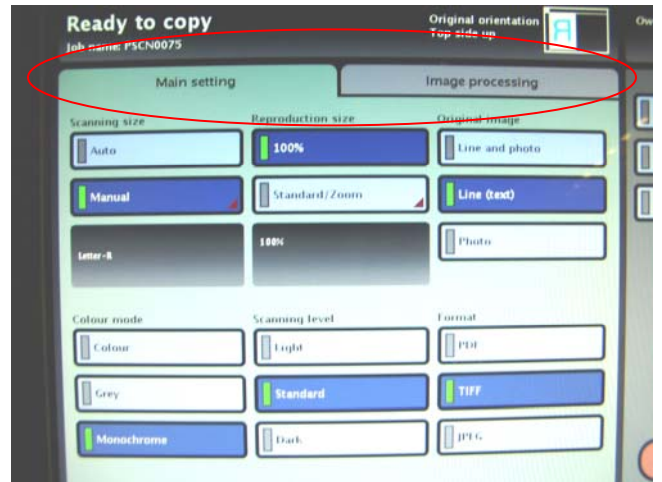 Ready to copy
Job name: PSCN0075
Original orientation
Top side up
R
Ow
Main setting
Image processing
Scanning size
Reproduction size
Original image
Auto
100%
Line and photo
Manual
Standard/Zoom
Line (text)
Letter-R
100%
Photo
Colour mode
Scanning level
Format
Colour
Light
PDF
Grey
Standard
TIFF
Monochrome
Dark
JPEG